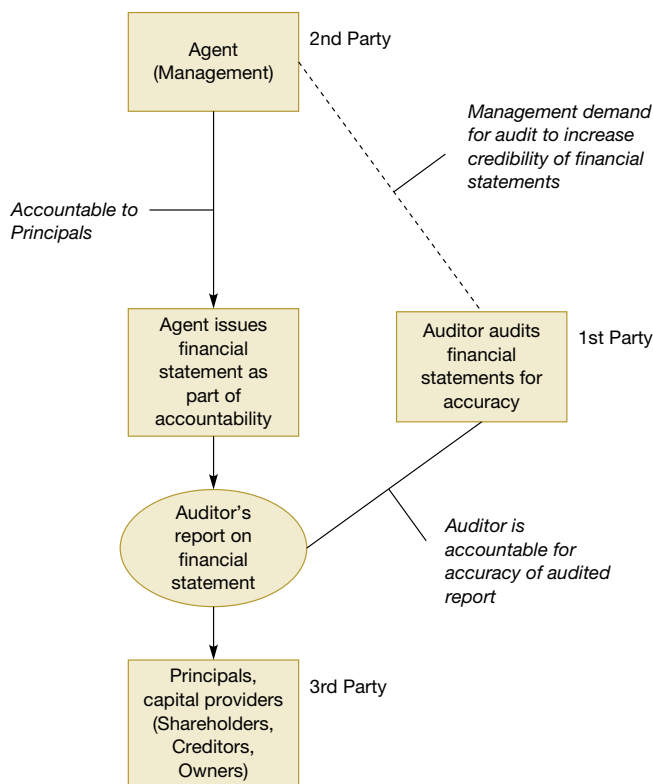 Agent
(Management)
2nd Party
Management demand
for audit to increase
credibility of financial
statements
Accountable to
Principals
Agent issues
financial
statement as
part of
accountability
Auditor audits
financial
statements for
accuracy
1st Party
Auditor's
report on
financial
statement
Auditor is
accountable for
accuracy of audited
report
Principals,
capital providers
(Shareholders,
Creditors,
Owners)
3rd Party